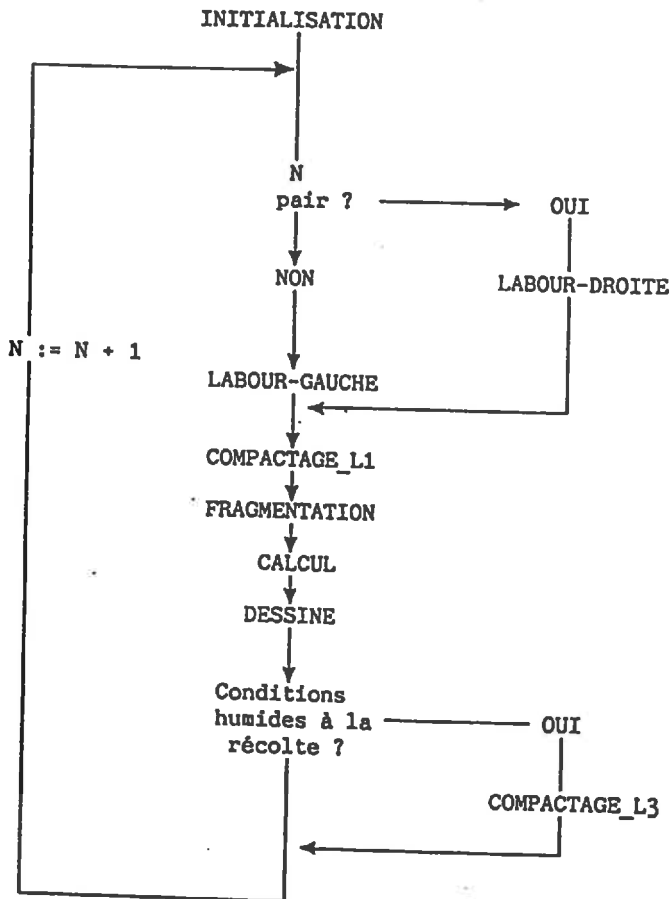 INITIALISATION
N
pair ?
OUI
NON
LABOUR-DROITE
N := N + 1
LABOUR-GAUCHE
COMPACTAGE_L1
FRAGMENTATION
CALCUL
DESSINE
Conditions
humides à la
récolte ?
OUI
COMPACTAGE_L3